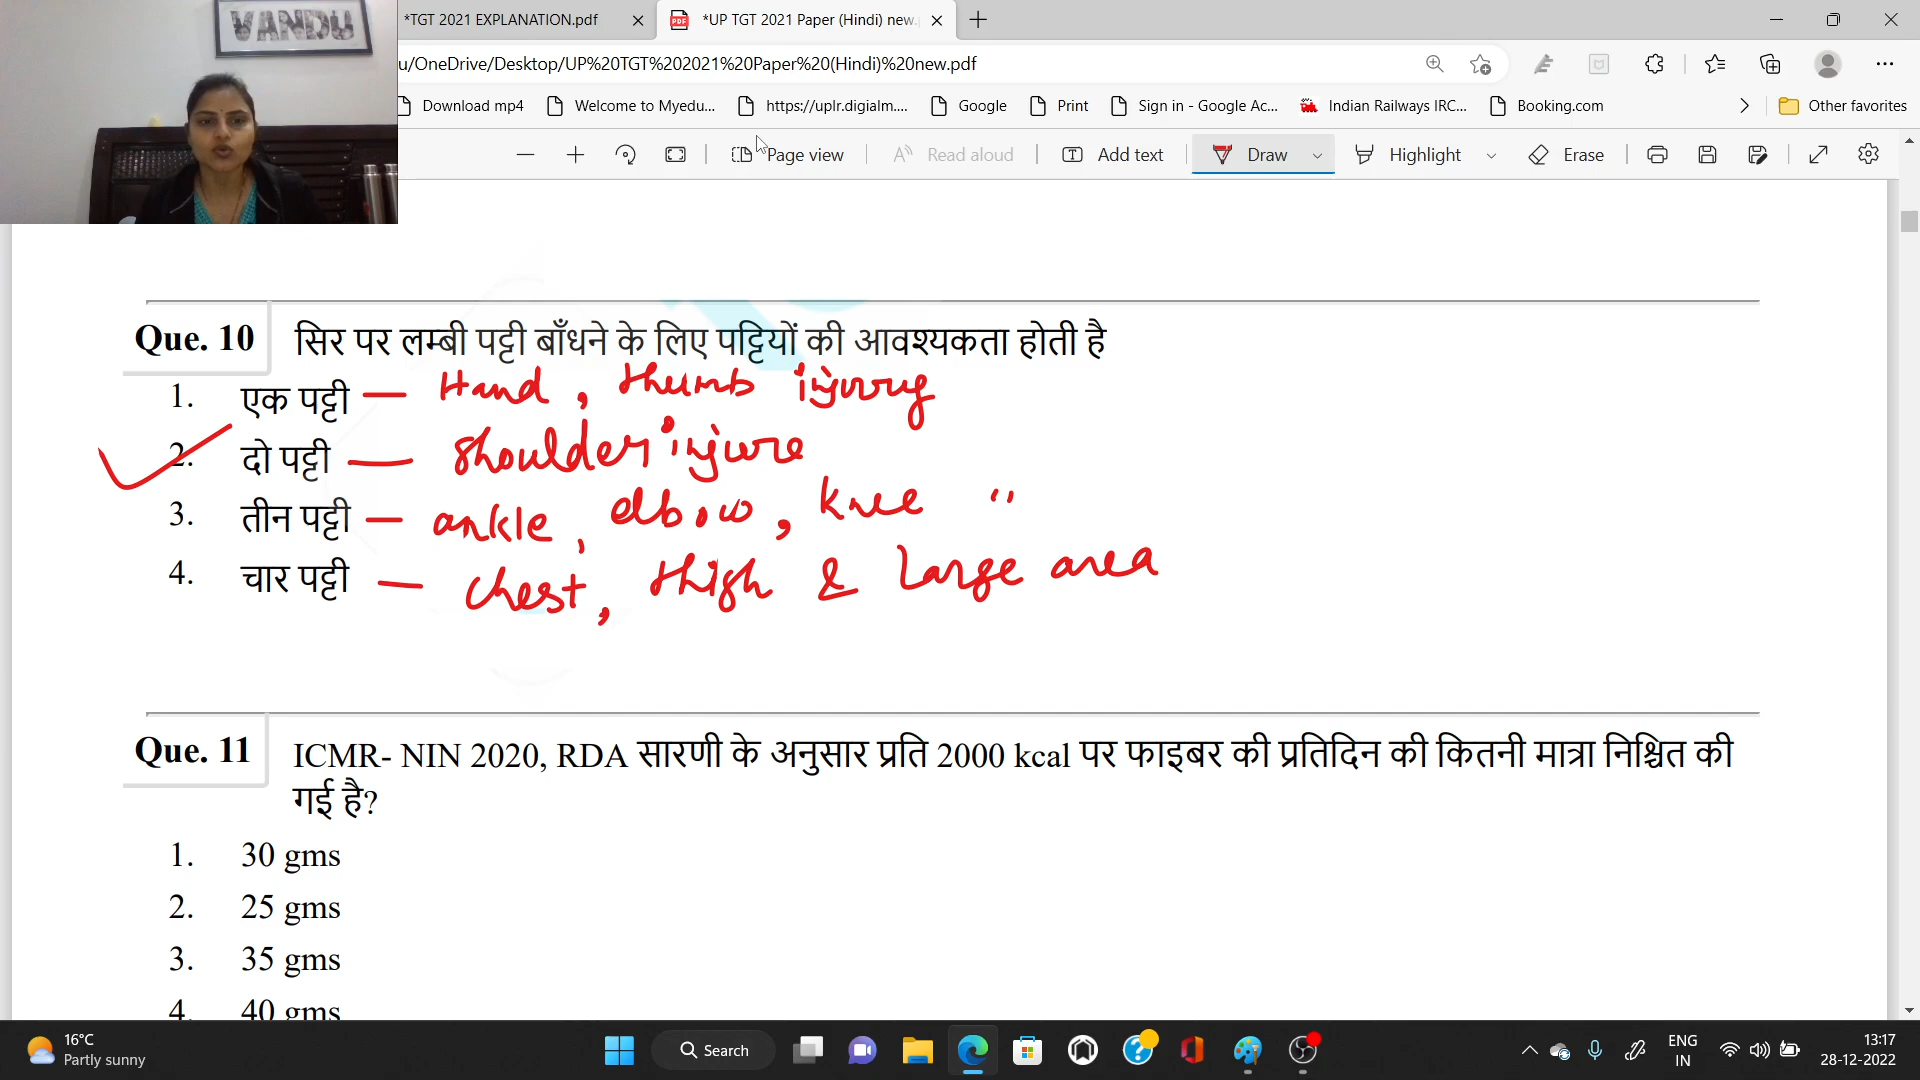 VANDU
*TGT 2021 EXPLANATION.pdf
*UP TGT 2021 Paper (Hindi) new.
u/OneDrive/Desktop/UP%20TGT%202021%20Paper%20(Hindi)%20new.pdf
Download mp4 Welcome to Myedu... https://uplr.digialm.... Google Print Sign in - Google Ac... Indian Railways IRC... Booking.com Other favorites
Page view Read aloud Add text Draw Highlight Erase
Que. 10 सिर पर लम्बी पट्टी बाँधने के लिए पट्टियों की आवश्यकता होती है
1. एक पट्टी — Hand, thumb injuruy
2. दो पट्टी — shoulder injure
3. तीन पट्टी — ankle, elbow, knee "
4. चार पट्टी — chest, thigh & large area
Que. 11 ICMR- NIN 2020, RDA सारणी के अनुसार प्रति 2000 kcal पर फाइबर की प्रतिदिन की कितनी मात्रा निश्चित की
गई है?
1. 30 gms
2. 25 gms
3. 35 gms
4. 40 gms
16°C
Partly sunny
Search
ENG
IN
13:17
28-12-2022